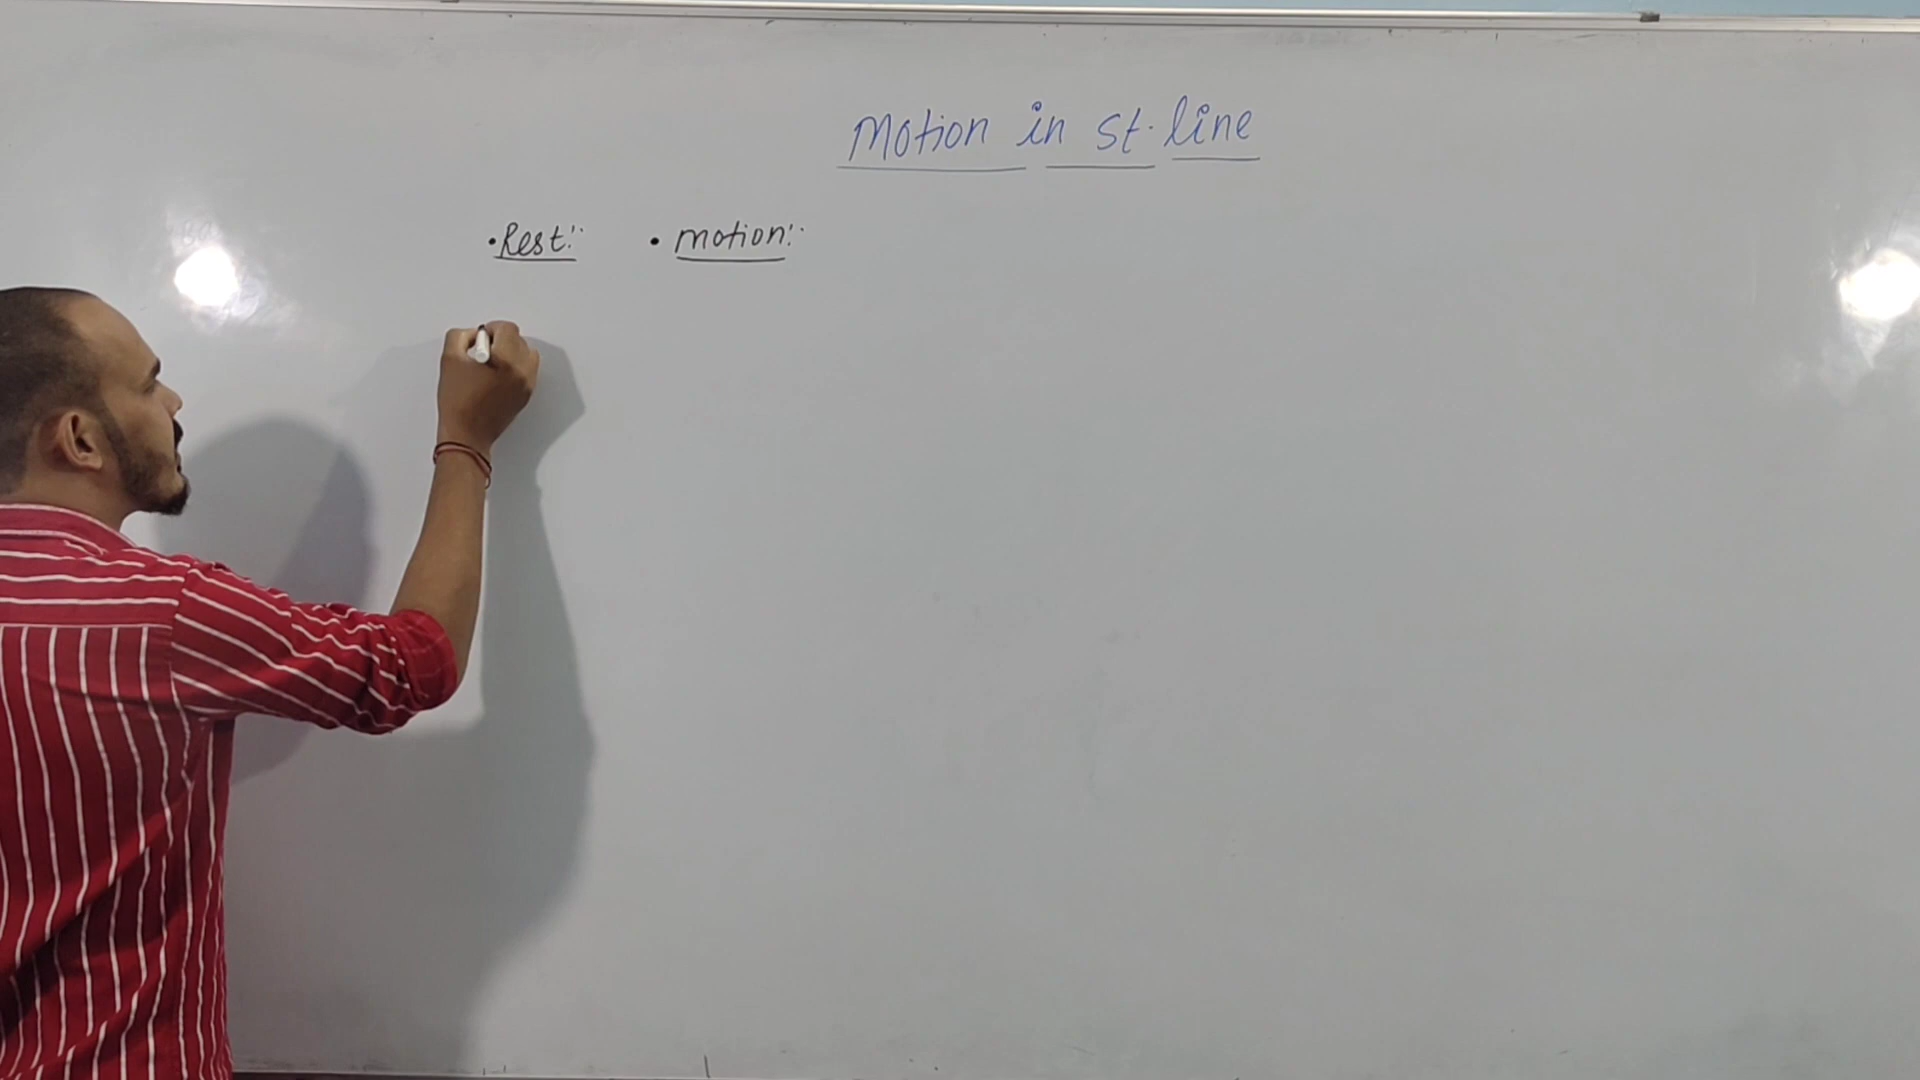 Motion in St. line
• Rest:- • motion:-